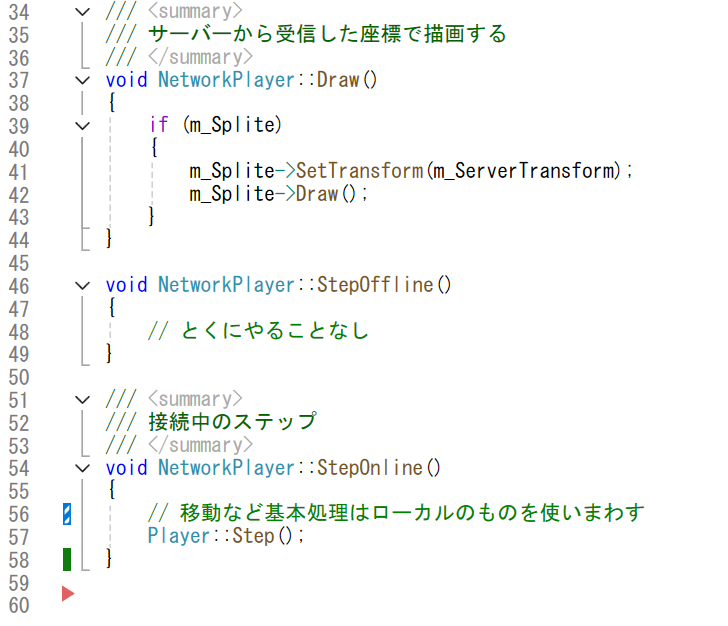 34 /// <summary>
35 /// サーバーから受信した座標で描画する
36 /// </summary>
37 void NetworkPlayer::Draw()
38 {
39     if (m_Splite)
40     {
41         m_Splite->SetTransform(m_ServerTransform);
42         m_Splite->Draw();
43     }
44 }
45
46 void NetworkPlayer::StepOffline()
47 {
48     // とくにやることなし
49 }
50
51 /// <summary>
52 /// 接続中のステップ
53 /// </summary>
54 void NetworkPlayer::StepOnline()
55 {
56     // 移動など基本処理はローカルのものを使いまわす
57     Player::Step();
58 }
59
60